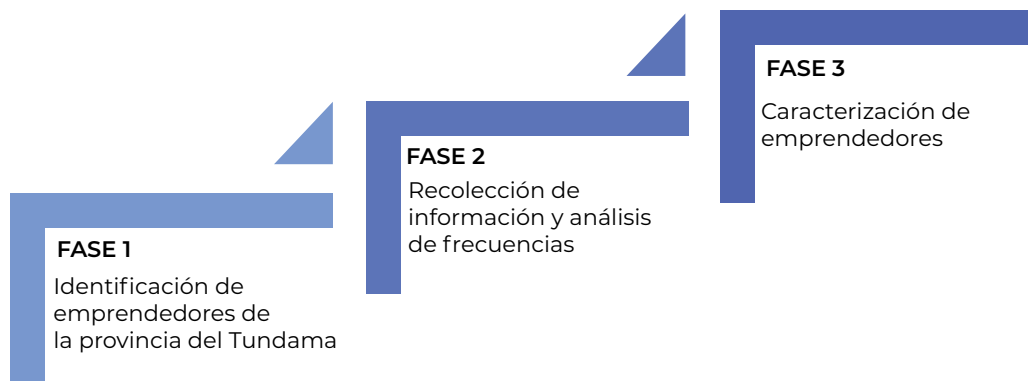 FASE 1
Identificación de
emprendedores de
la provincia del Tundama
FASE 2
Recolección de
información y análisis
de frecuencias
FASE 3
Caracterización de
emprendedores